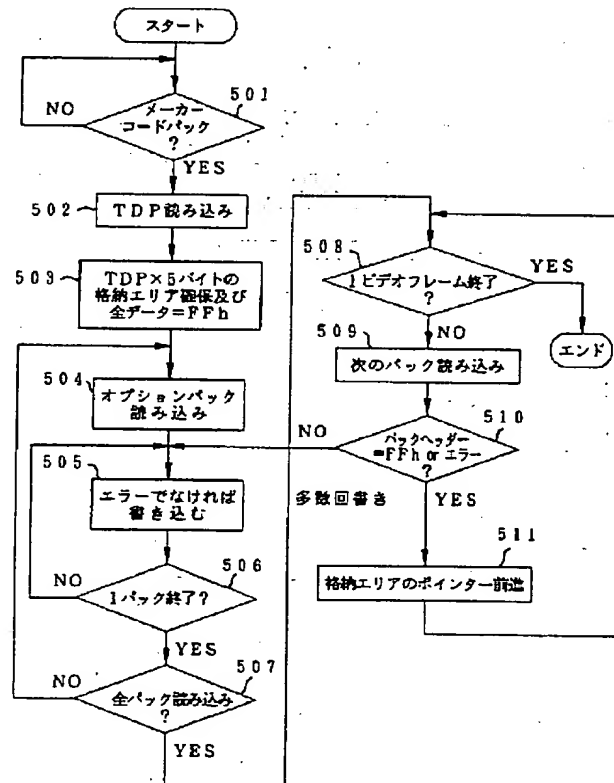 スタート
501
メーカー
コードパック
?
NO
YES
502
TDP読み込み
503
TDP×5バイトの
格納エリア確保及び
全データ=FFh
504
オプションパック
読み込み
505
エラーでなければ
書き込む
506
1パック終了?
NO
YES
507
全パック読み込み
?
NO
YES
508
1ビデオフレーム終了
?
YES
エンド
NO
509
次のパック読み込み
510
パックヘッダー
=FFh or エラー
?
NO
多数回書き
YES
511
格納エリアのポインター前進